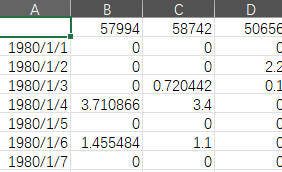 A B C D
57994 58742 50656
1980/1/1 0 0 0
1980/1/2 0 0 2.2
1980/1/3 0 0.720442 0.1
1980/1/4 3.710866 3.4 0
1980/1/5 0 0 0
1980/1/6 1.455484 1.1 0
1980/1/7 0 0 0